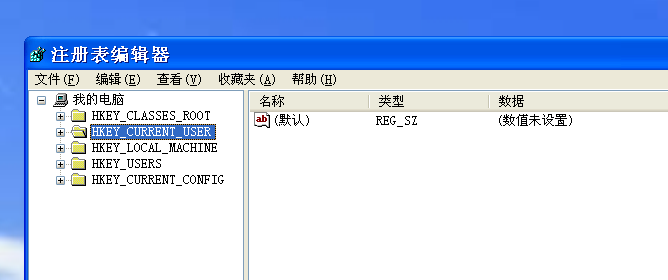 注册表编辑器
文件(F) 编辑(E) 查看(V) 收藏夹(A) 帮助(H)
我的电脑
HKEY_CLASSES_ROOT
HKEY_CURRENT_USER
HKEY_LOCAL_MACHINE
HKEY_USERS
HKEY_CURRENT_CONFIG
名称 类型 数据
ab (默认) REG_SZ (数值未设置)